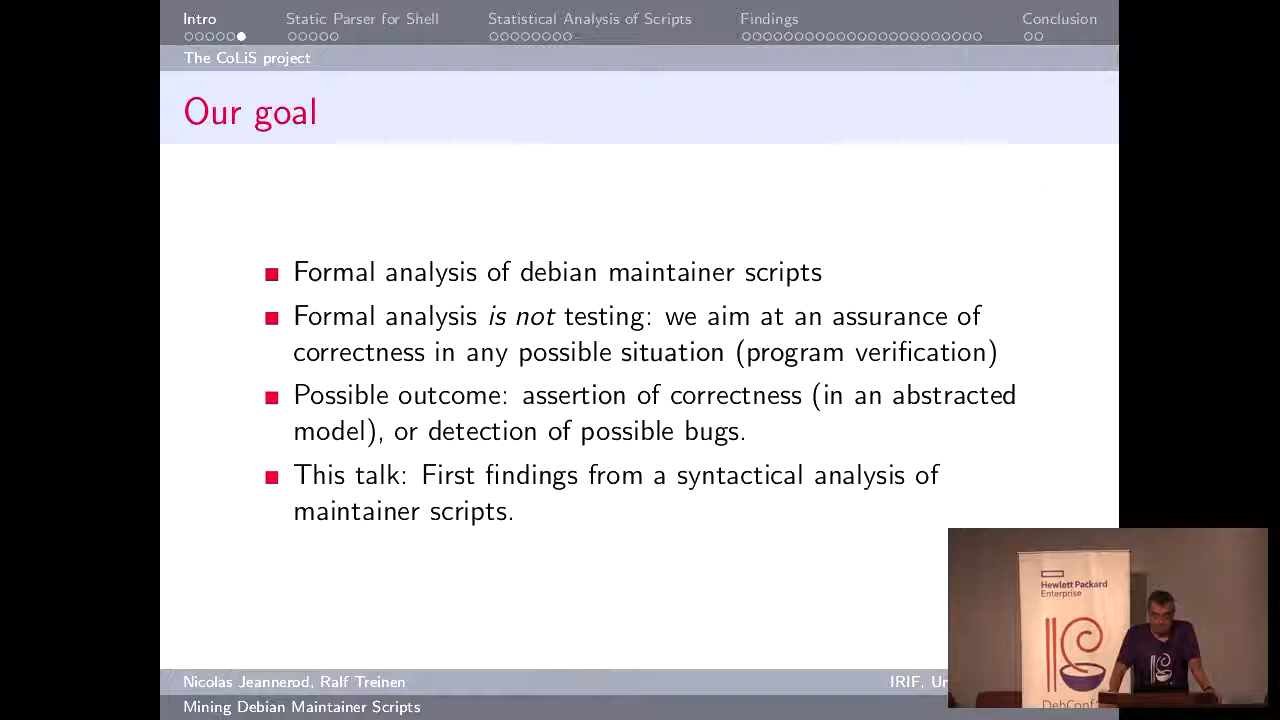 Intro
Static Parser for Shell
Statistical Analysis of Scripts
Findings
Conclusion
The CoLiS project
Our goal
Formal analysis of debian maintainer scripts
Formal analysis is not testing: we aim at an assurance of
correctness in any possible situation (program verification)
Possible outcome: assertion of correctness (in an abstracted
model), or detection of possible bugs.
This talk: First findings from a syntactical analysis of
maintainer scripts.
Hewlett Packard
Enterprise
Nicolas Jeannerod, Ralf Treinen
IRIF,
Mining Debian Maintainer Scripts